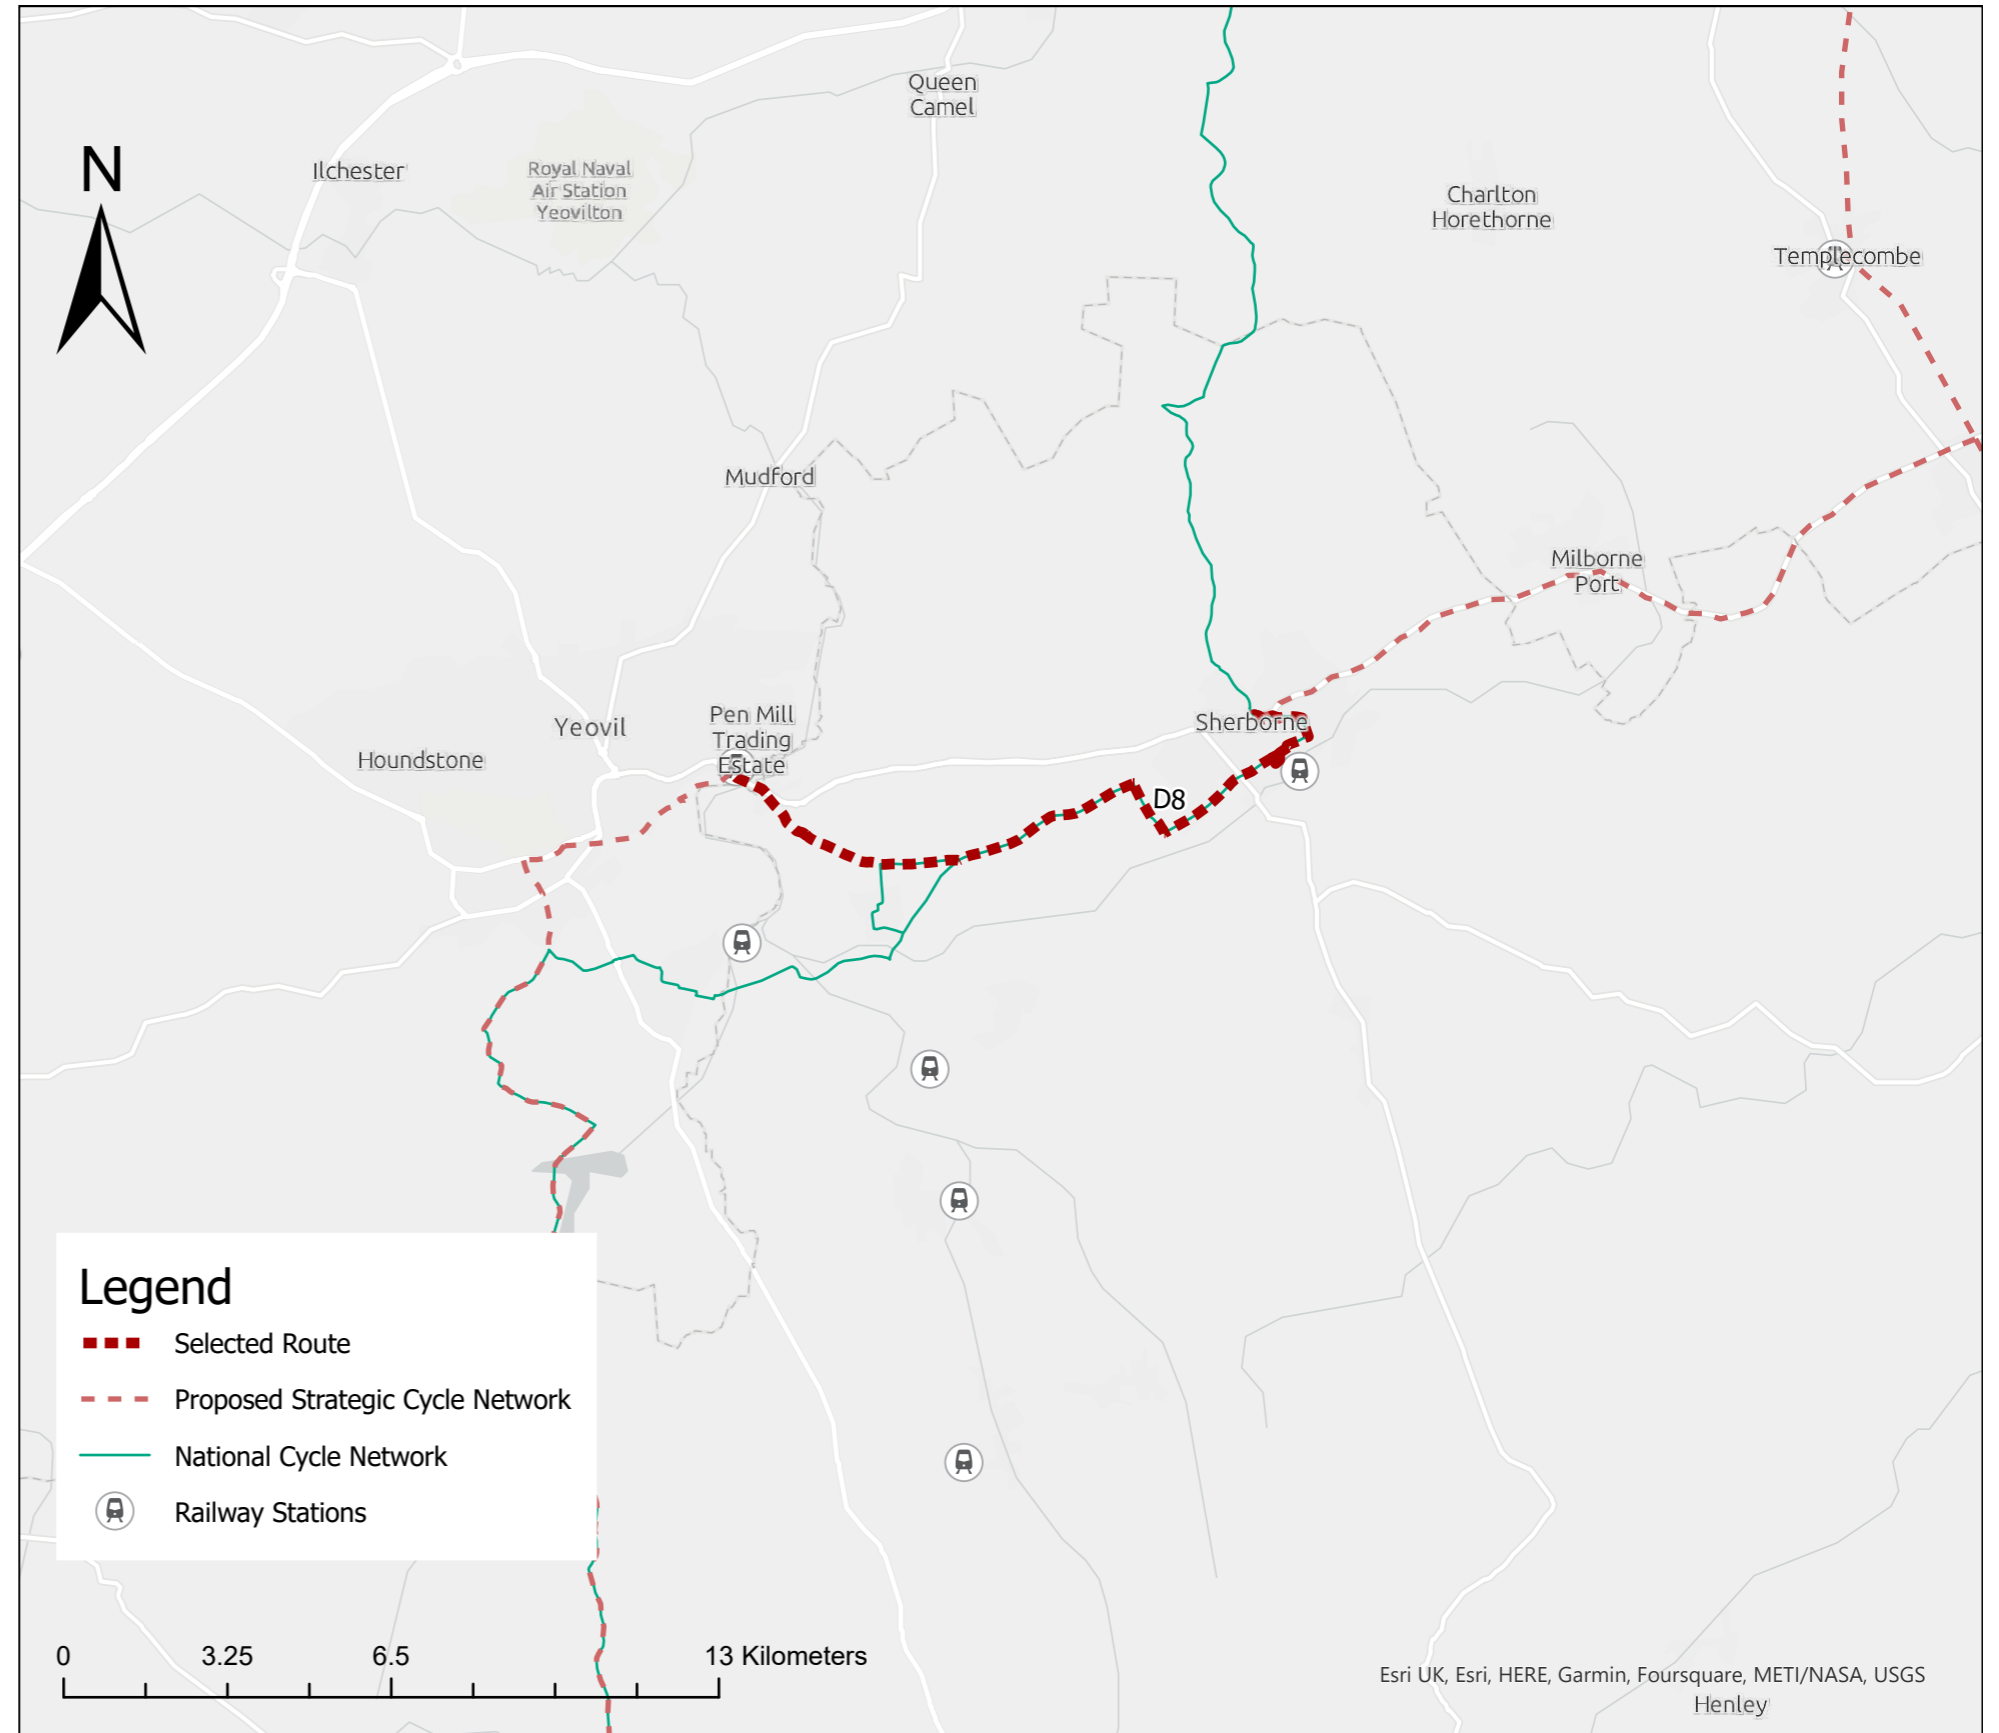 Queen
Camel
N
Ilchester
Royal Naval
Air Station
Yeovilton
Charlton
Horethorne
Templecombe
Mudford
Milborne
Port
Pen Mill
Trading
Estate
Yeovil
Sherborne
Houndstone
D8
Legend
Selected Route
Proposed Strategic Cycle Network
National Cycle Network
Railway Stations
0 3.25 6.5 13 Kilometers
Esri UK, Esri, HERE, Garmin, Foursquare, METI/NASA, USGS
Henley